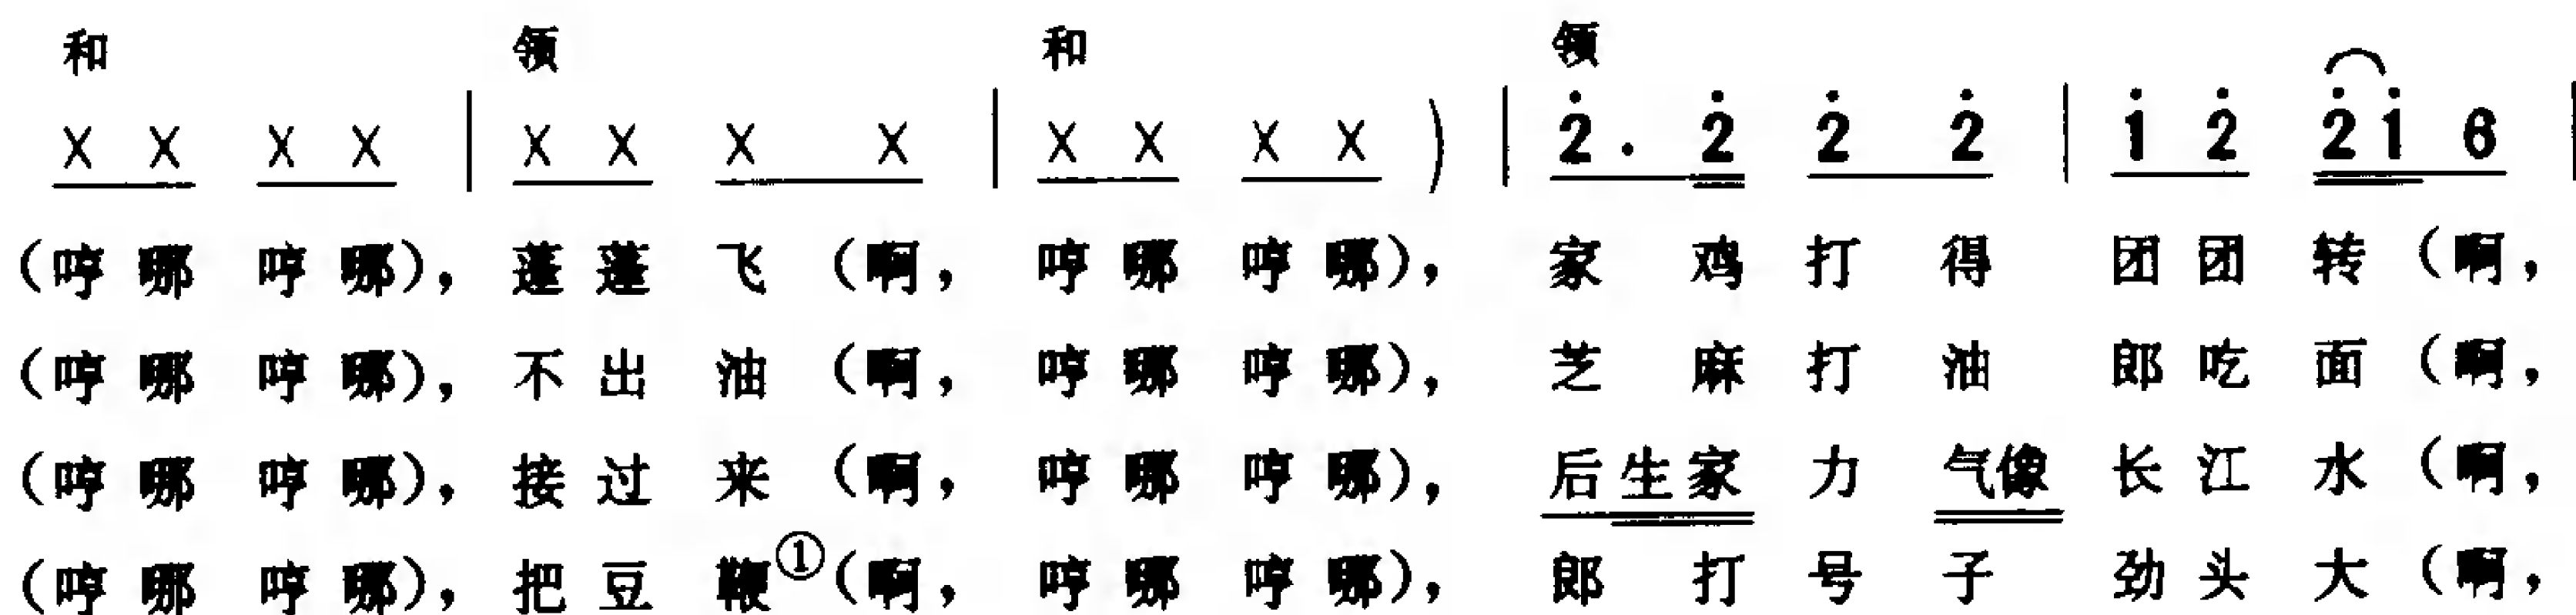 和 领 和 领
X X X X | X X X X | X X X X ) | 2̇ . 2̇ 2̇ 2̇ | 1̇ 2̇ 2̇ 1̇ 6 |
(哼 哪 哼 哪), 蓬 蓬 飞 (啊, 哼 哪 哼 哪), 家 鸡 打 得 团 团 转 (啊,
(哼 哪 哼 哪), 不 出 油 (啊, 哼 哪 哼 哪), 芝 麻 打 油 郎 吃 面 (啊,
(哼 哪 哼 哪), 接 过 来 (啊, 哼 哪 哼 哪), 后 生 家 力 气 像 长 江 水 (啊,
(哼 哪 哼 哪), 把 豆 鞭① (啊, 哼 哪 哼 哪), 郎 打 号 子 劲 头 大 (啊,